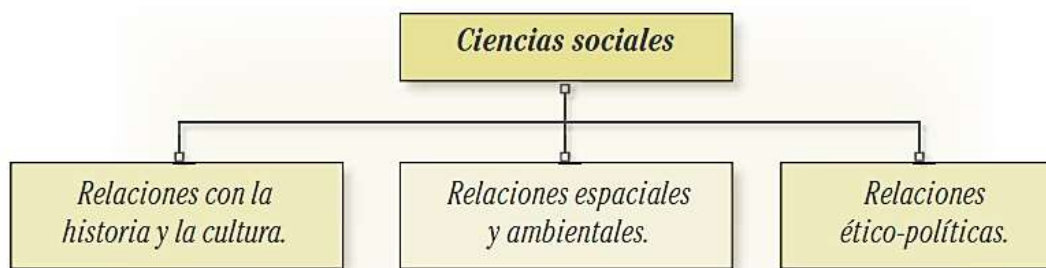 Ciencias sociales
Relaciones con la
historia y la cultura.
Relaciones espaciales
y ambientales.
Relaciones
ético-políticas.